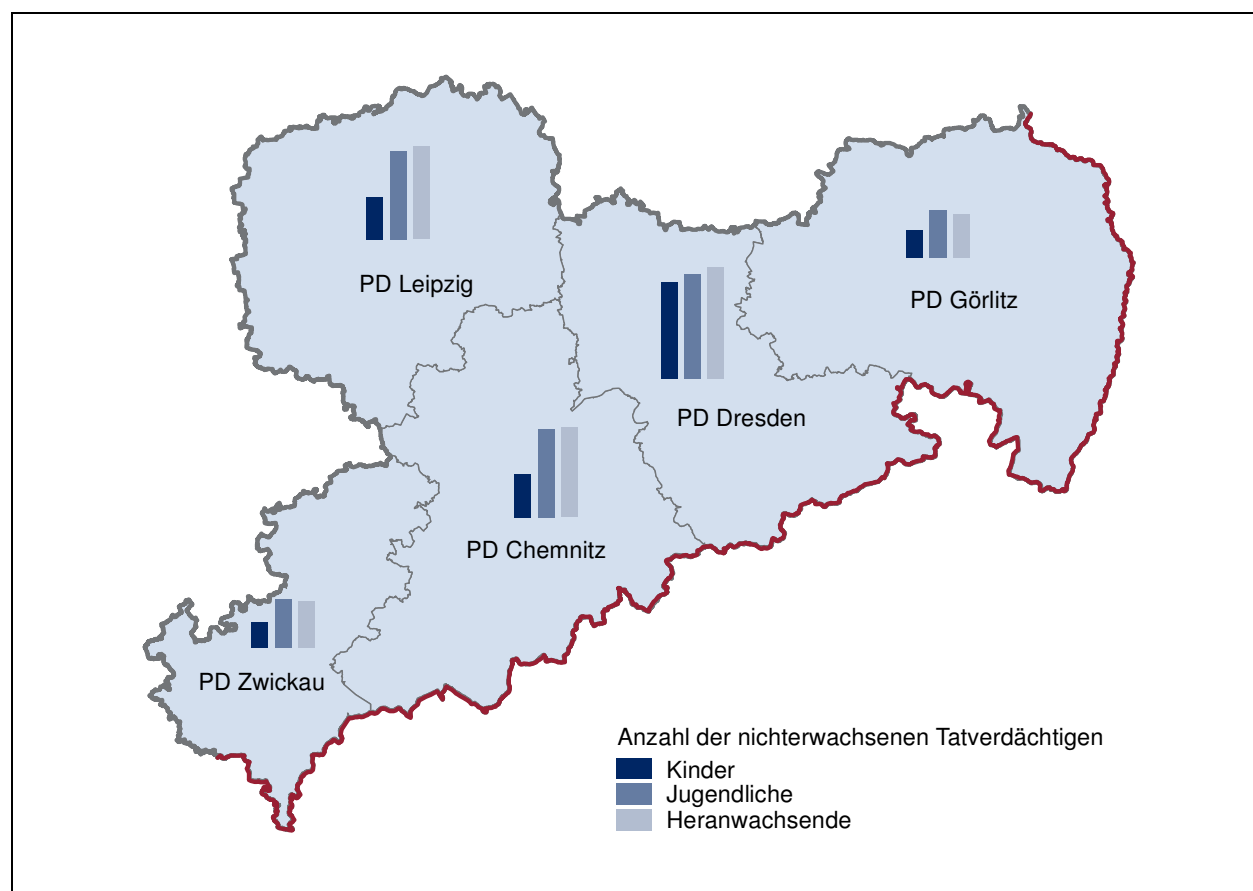 PD Leipzig
PD Görlitz
PD Dresden
PD Chemnitz
PD Zwickau
Anzahl der nichterwachsenen Tatverdächtigen
Kinder
Jugendliche
Heranwachsende